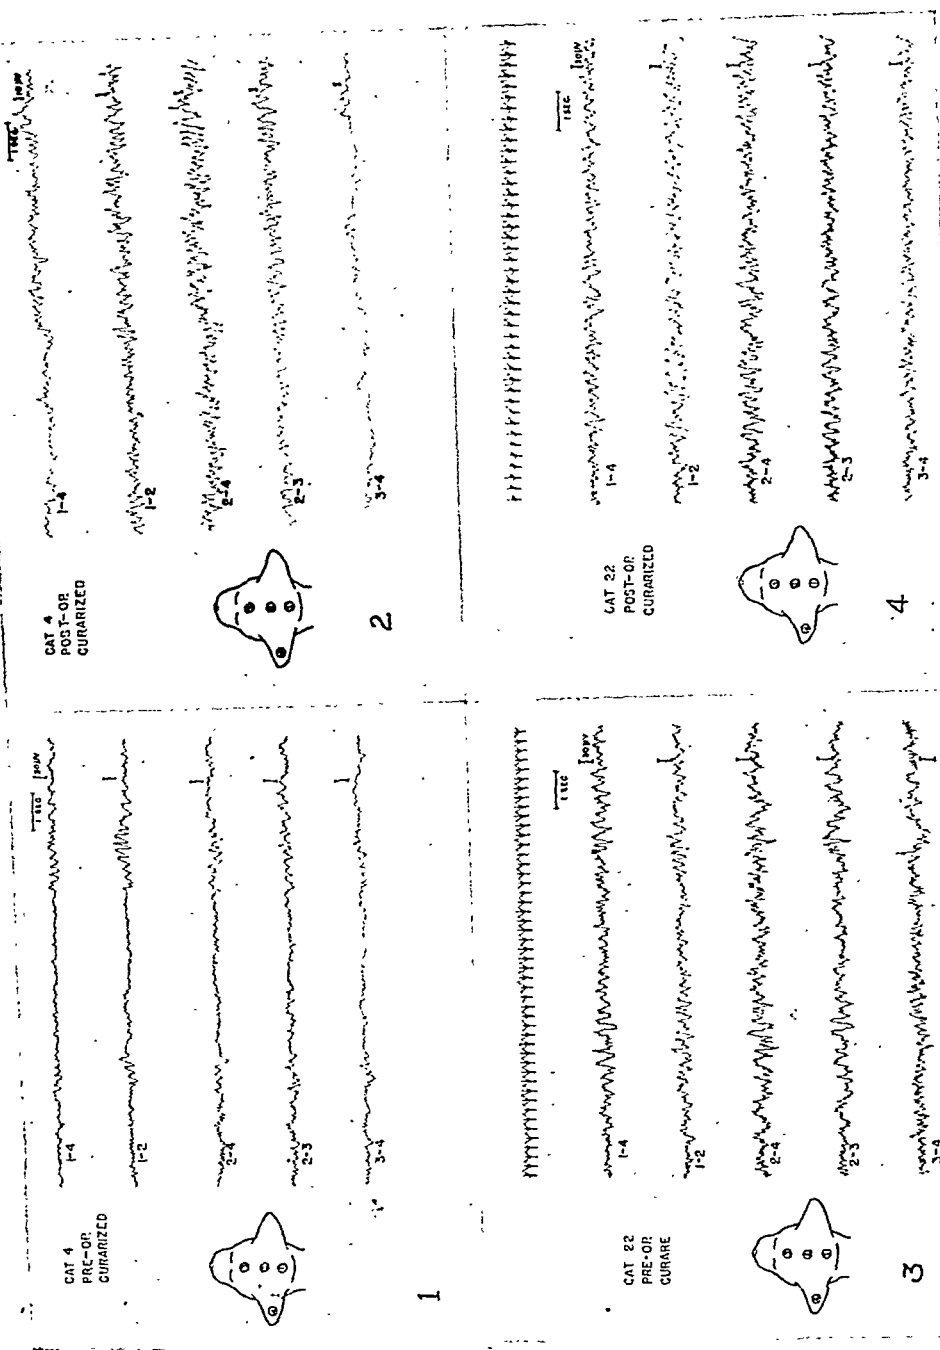 CAT 4
PRE-OP.
CURARIZED
1 SEC
20µV
1-4
1-2
2-4
2-3
3-4
1
CAT 4
POST-OP.
CURARIZED
1 SEC
1-4
1-2
2-4
2-3
3-4
2
CAT 22
PRE-OP.
CURARE
1 SEC
1-4
1-2
2-4
2-3
3-4
3
CAT 22
POST-OP.
CURARIZED
1 SEC
1-4
1-2
2-4
2-3
3-4
4